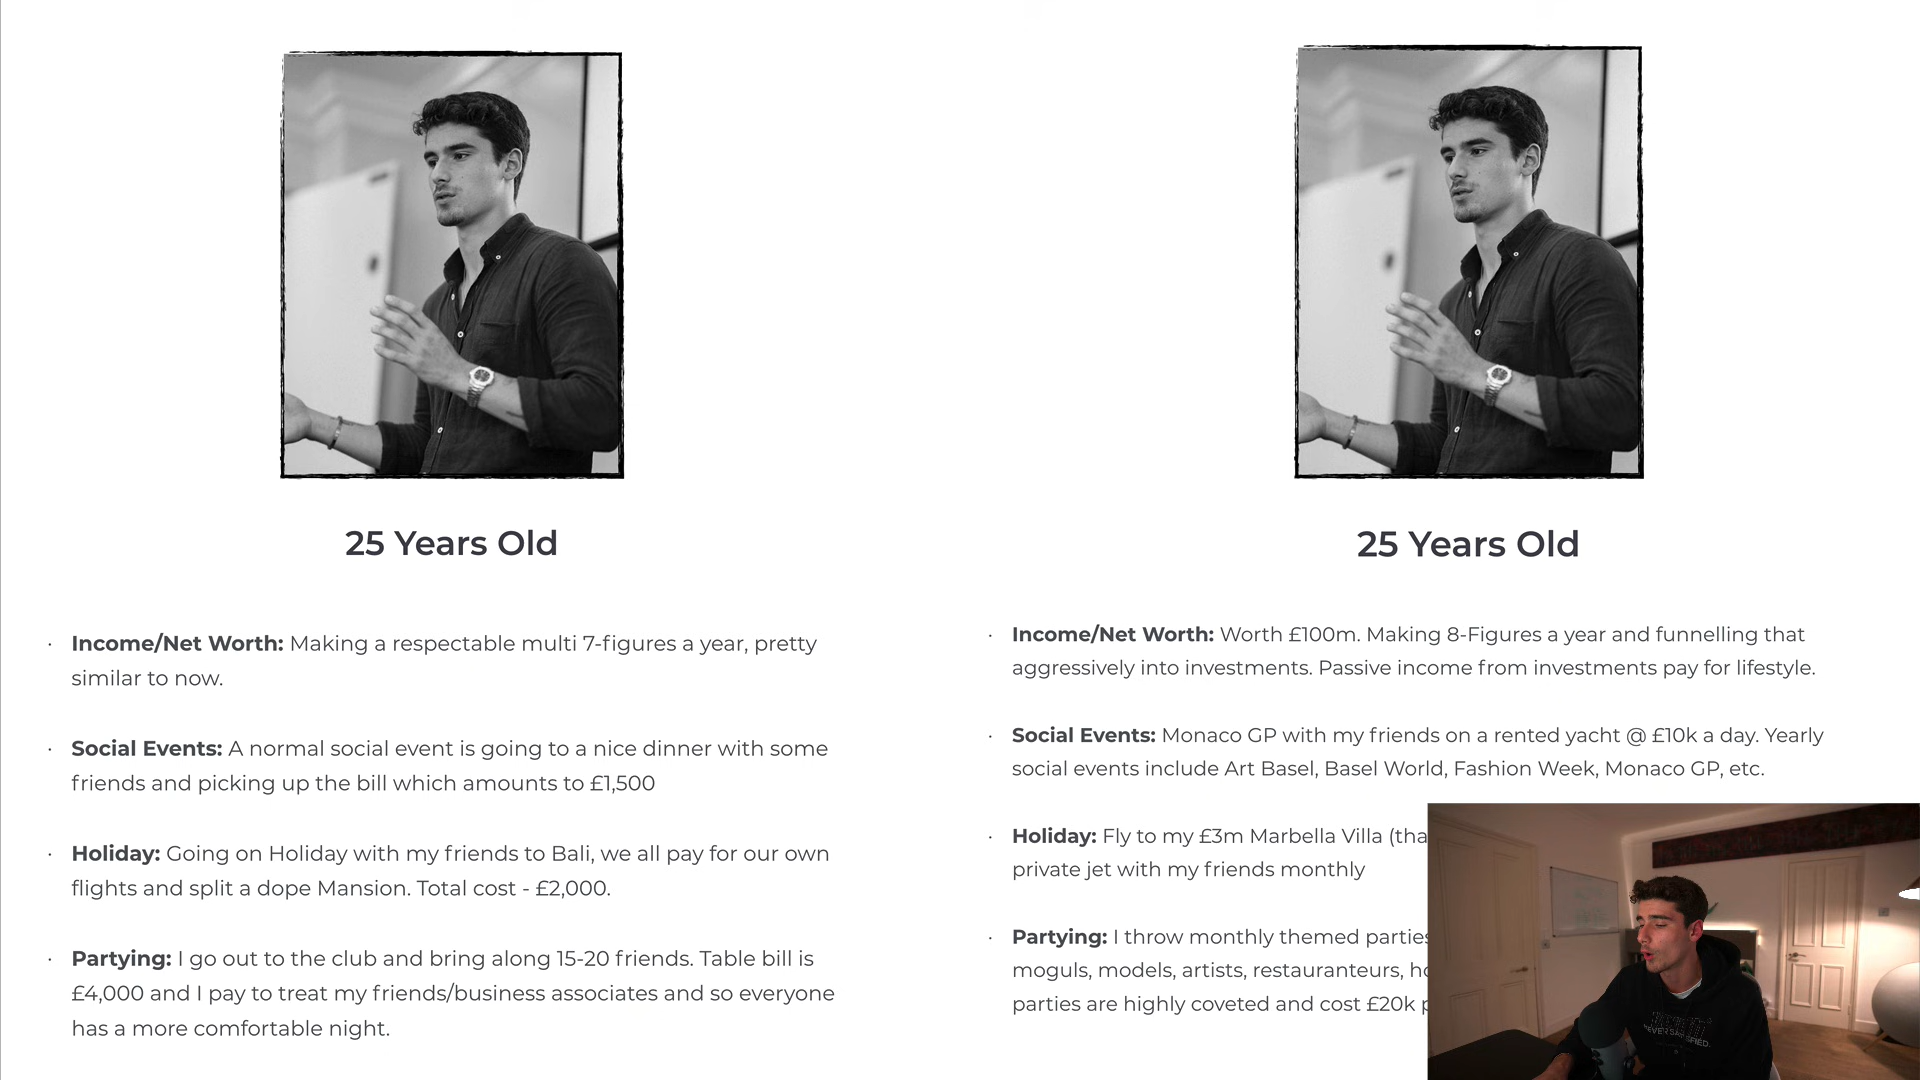 25 Years Old
· Income/Net Worth: Making a respectable multi 7-figures a year, pretty
similar to now.
· Social Events: A normal social event is going to a nice dinner with some
friends and picking up the bill which amounts to £1,500
· Holiday: Going on Holiday with my friends to Bali, we all pay for our own
flights and split a dope Mansion. Total cost - £2,000.
· Partying: I go out to the club and bring along 15-20 friends. Table bill is
£4,000 and I pay to treat my friends/business associates and so everyone
has a more comfortable night.
25 Years Old
· Income/Net Worth: Worth £100m. Making 8-Figures a year and funnelling that
aggressively into investments. Passive income from investments pay for lifestyle.
· Social Events: Monaco GP with my friends on a rented yacht @ £10k a day. Yearly
social events include Art Basel, Basel World, Fashion Week, Monaco GP, etc.
· Holiday: Fly to my £3m Marbella Villa
private jet with my friends monthly
· Partying: I throw monthly themed parties
moguls, models, artists, restauranteurs,
parties are highly coveted and cost £20k
NEVER SATISFIED.